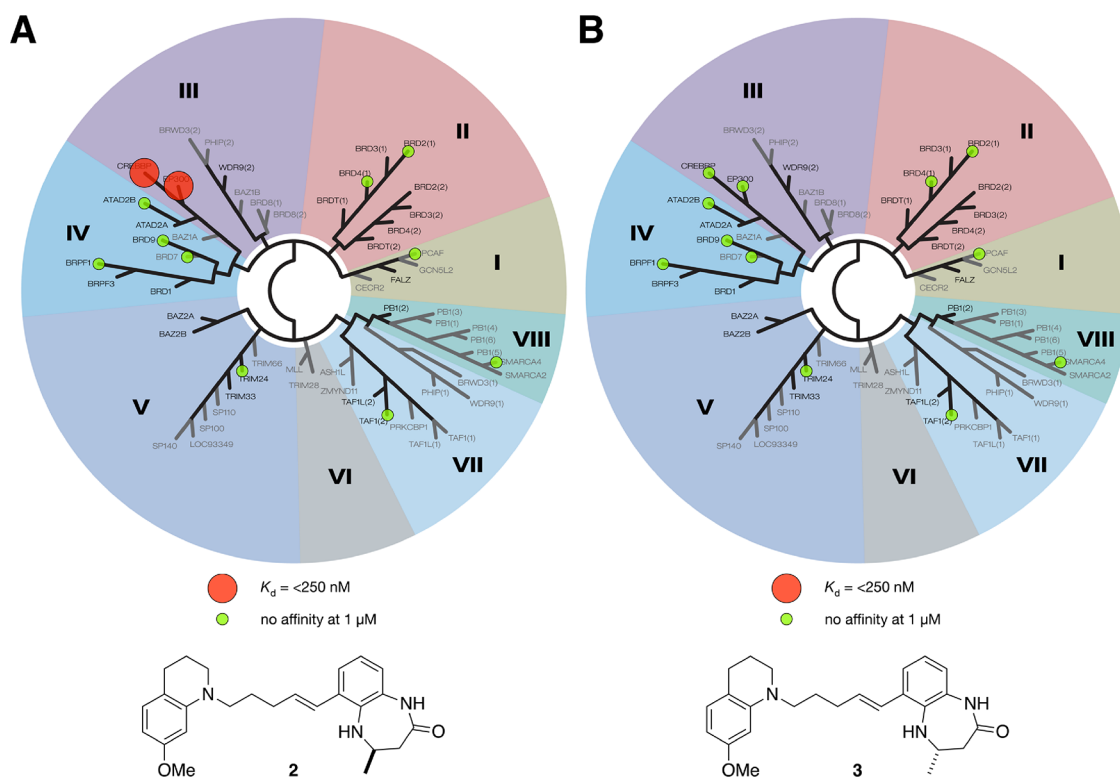 A
III
II
IV
I
VIII
V
VI
VII
BRWD3(2)
PHIP(2)
WDR9(2)
CREBBP
EP300
BAZ1B
BRD8(1)
BRD8(2)
ATAD2B
ATAD2A
BAZ1A
BRD9
BRD7
BRPF1
BRPF3
BRD1
BRD3(1)
BRD2(1)
BRD4(1)
BRDT(1)
BRD2(2)
BRD3(2)
BRD4(2)
BRDT(2)
PCAF
GCN5L2
FALZ
CECR2
BAZ2A
BAZ2B
TRIM66
TRIM24
TRIM33
SP110
SP100
SP140
LOC93349
MLL
TRIM28
ASH1L
ZMYND11
PB1(2)
PB1(3)
PB1(1)
PB1(4)
PB1(6)
PB1(5)
SMARCA4
SMARCA2
BRWD3(1)
PHIP(1)
WDR9(1)
TAF1L(2)
TAF1(2)
PRKCBP1
TAF1(1)
TAF1L(1)
Kd = <250 nM
no affinity at 1 µM
N
OMe
HN
NH
O
2
B
III
II
IV
I
VIII
V
VI
VII
BRWD3(2)
PHIP(2)
WDR9(2)
CREBBP
EP300
BAZ1B
BRD8(1)
BRD8(2)
ATAD2B
ATAD2A
BAZ1A
BRD9
BRD7
BRPF1
BRPF3
BRD1
BRD3(1)
BRD2(1)
BRD4(1)
BRDT(1)
BRD2(2)
BRD3(2)
BRD4(2)
BRDT(2)
PCAF
GCN5L2
FALZ
CECR2
BAZ2A
BAZ2B
TRIM66
TRIM24
TRIM33
SP110
SP100
SP140
LOC93349
MLL
TRIM28
ASH1L
ZMYND11
PB1(2)
PB1(3)
PB1(1)
PB1(4)
PB1(6)
PB1(5)
SMARCA4
SMARCA2
BRWD3(1)
PHIP(1)
WDR9(1)
TAF1L(2)
TAF1(2)
PRKCBP1
TAF1(1)
TAF1L(1)
Kd = <250 nM
no affinity at 1 µM
N
OMe
HN
NH
O
3